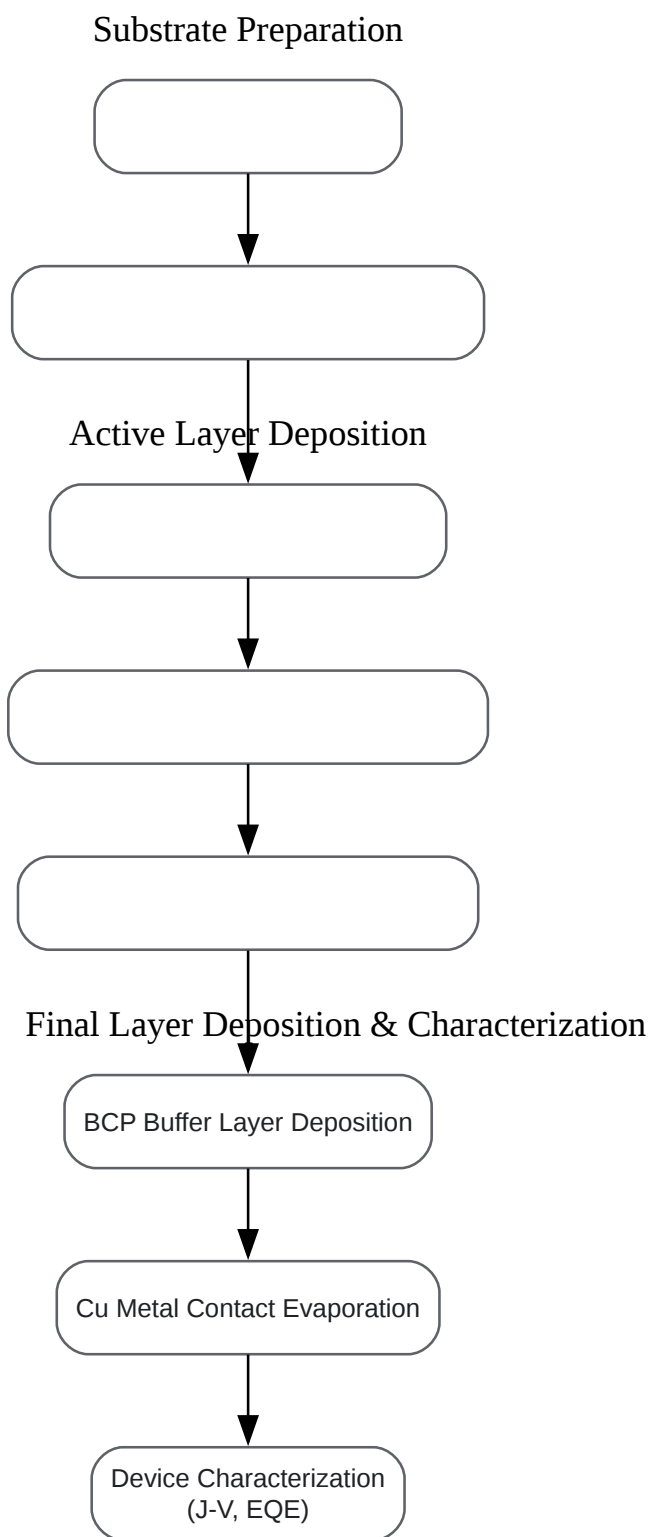 Substrate Preparation
Active Layer Deposition
Final Layer Deposition & Characterization
BCP Buffer Layer Deposition
Cu Metal Contact Evaporation
Device Characterization
(J-V, EQE)